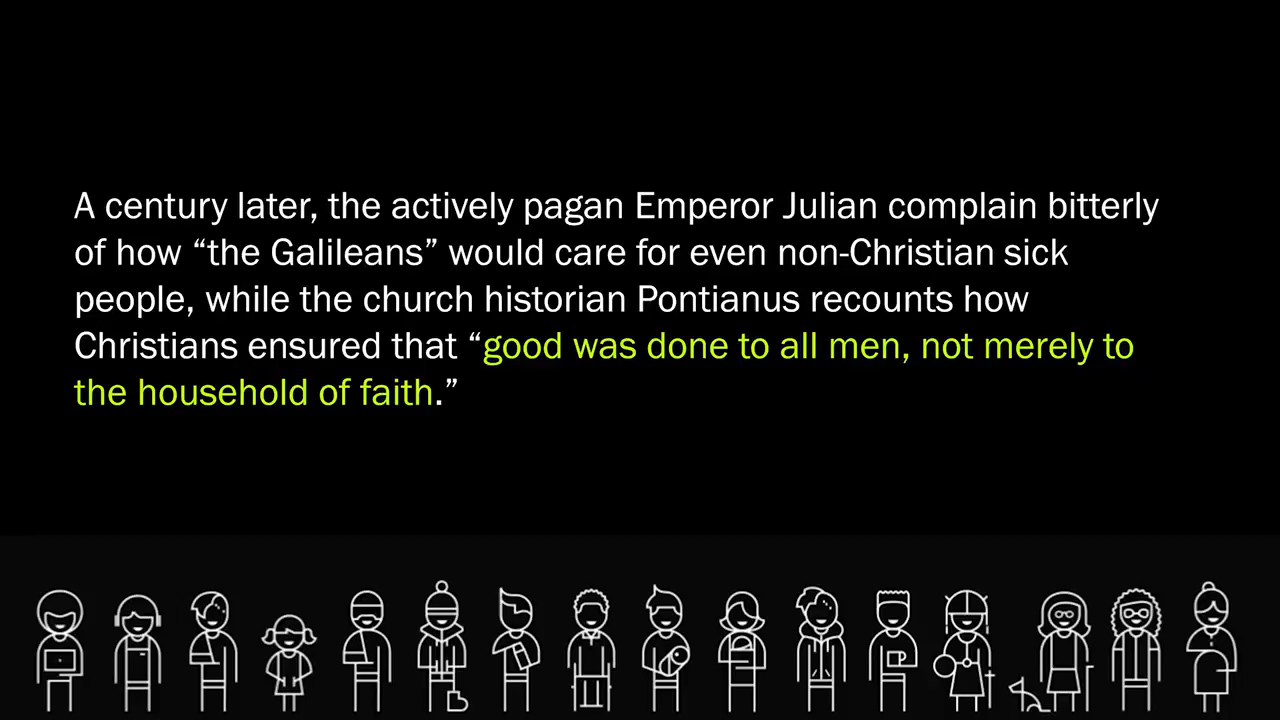 A century later, the actively pagan Emperor Julian complain bitterly
of how “the Galileans” would care for even non-Christian sick
people, while the church historian Pontianus recounts how
Christians ensured that “good was done to all men, not merely to
the household of faith.”